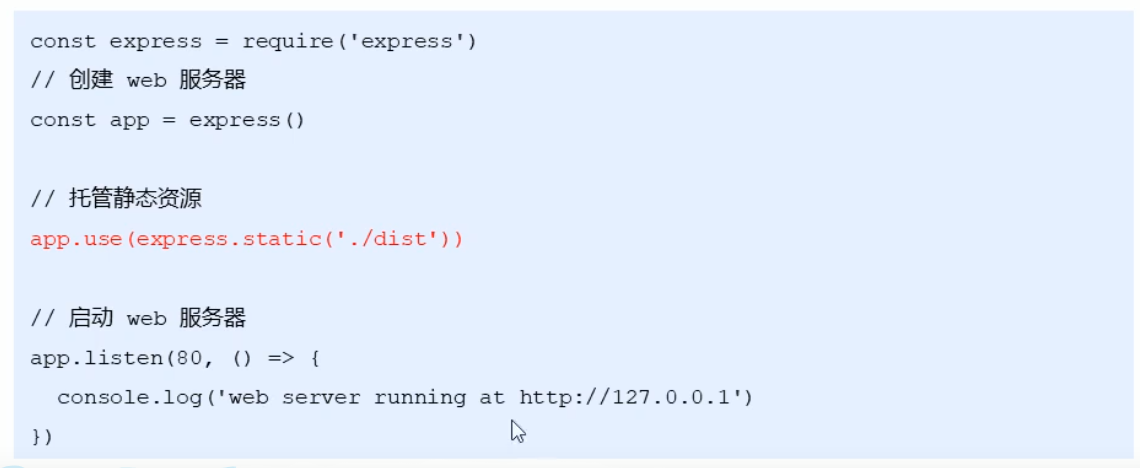 const express = require('express')
// 创建 web 服务器
const app = express()
// 托管静态资源
app.use(express.static('./dist'))
// 启动 web 服务器
app.listen(80, () => {
  console.log('web server running at http://127.0.0.1')
})